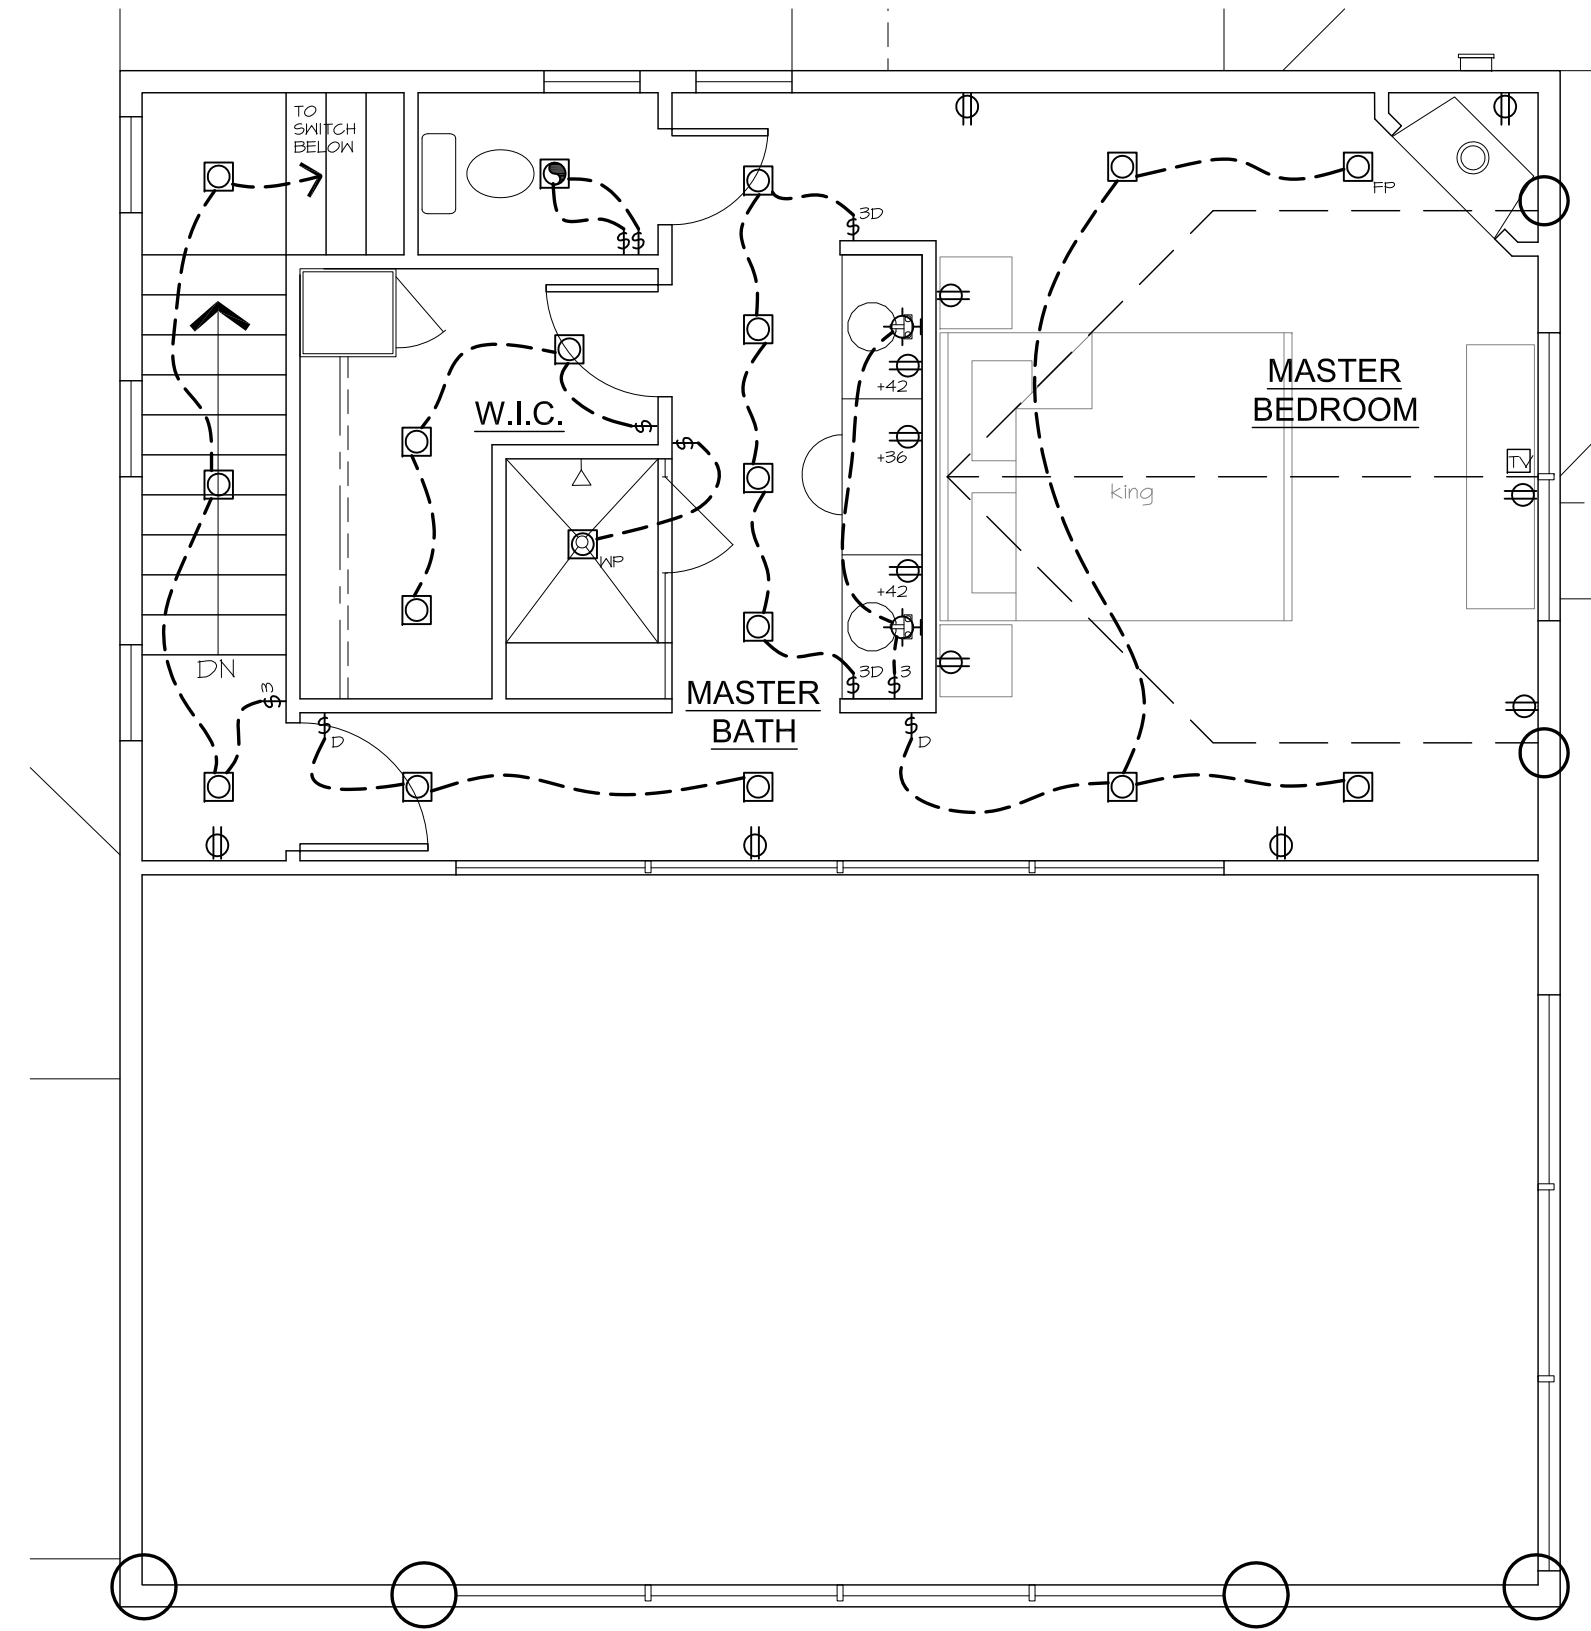 TO
SWITCH
BELOW
FP
$ 3D
$$
+42
MASTER
BEDROOM
W.I.C.
$
$
+36
TV
king
WP
+42
DN
$ 3
$ 3D
$ 3
MASTER
BATH
$ D
$ D